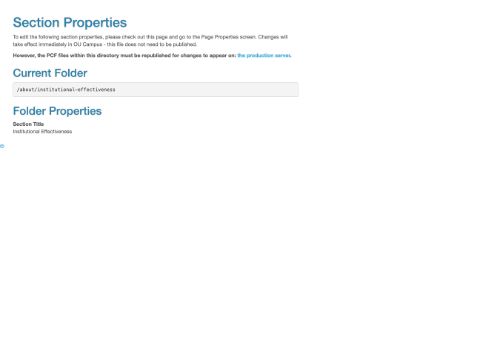 Section Properties
To edit the following section properties, please check out this page and go to the Page Properties screen. Changes will
take effect immediately in OU Campus - this file does not need to be published.
However, the PCF files within this directory must be republished for changes to appear on: the production server.
Current Folder
/about/institutional-effectiveness
Folder Properties
Section Title
Institutional Effectiveness